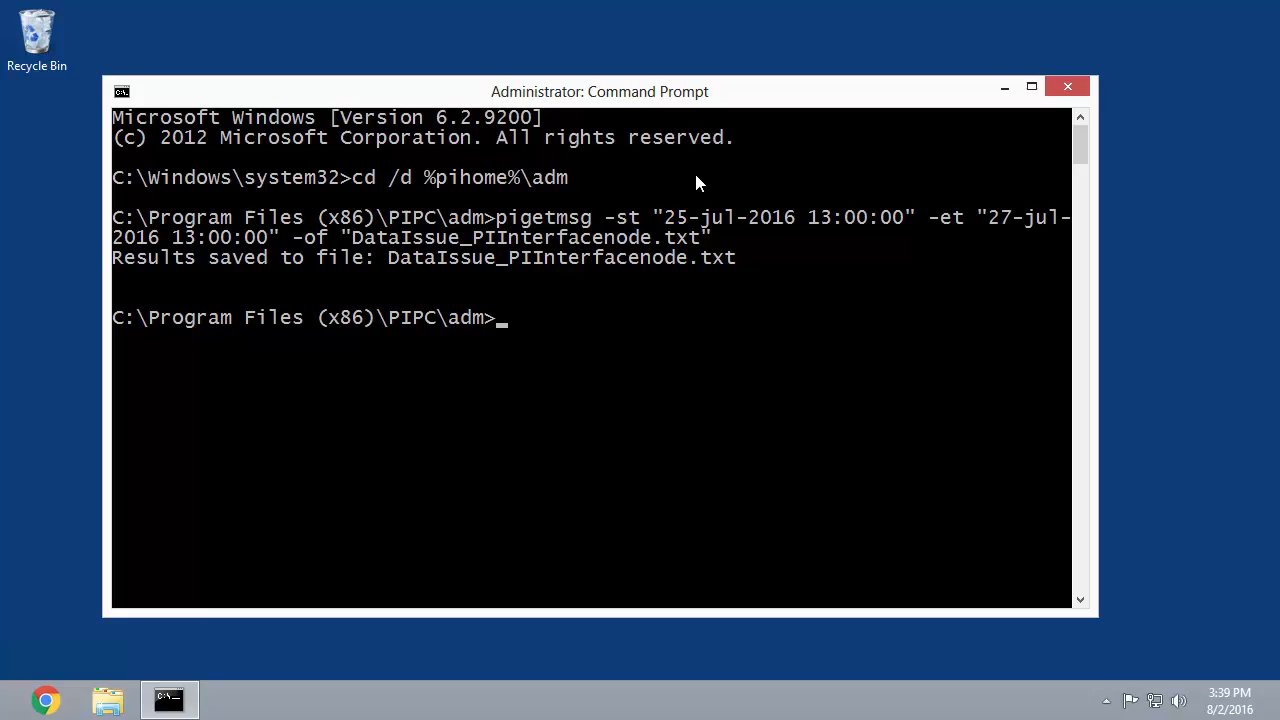 Recycle Bin
Administrator: Command Prompt
Microsoft Windows [Version 6.2.9200]
(c) 2012 Microsoft Corporation. All rights reserved.
C:\Windows\system32>cd /d %pihome%\adm
C:\Program Files (x86)\PIPC\adm>pigetmsg -st "25-jul-2016 13:00:00" -et "27-jul-
2016 13:00:00" -of "DataIssue_PIInterfacenode.txt"
Results saved to file: DataIssue_PIInterfacenode.txt
C:\Program Files (x86)\PIPC\adm>_
3:39 PM
8/2/2016